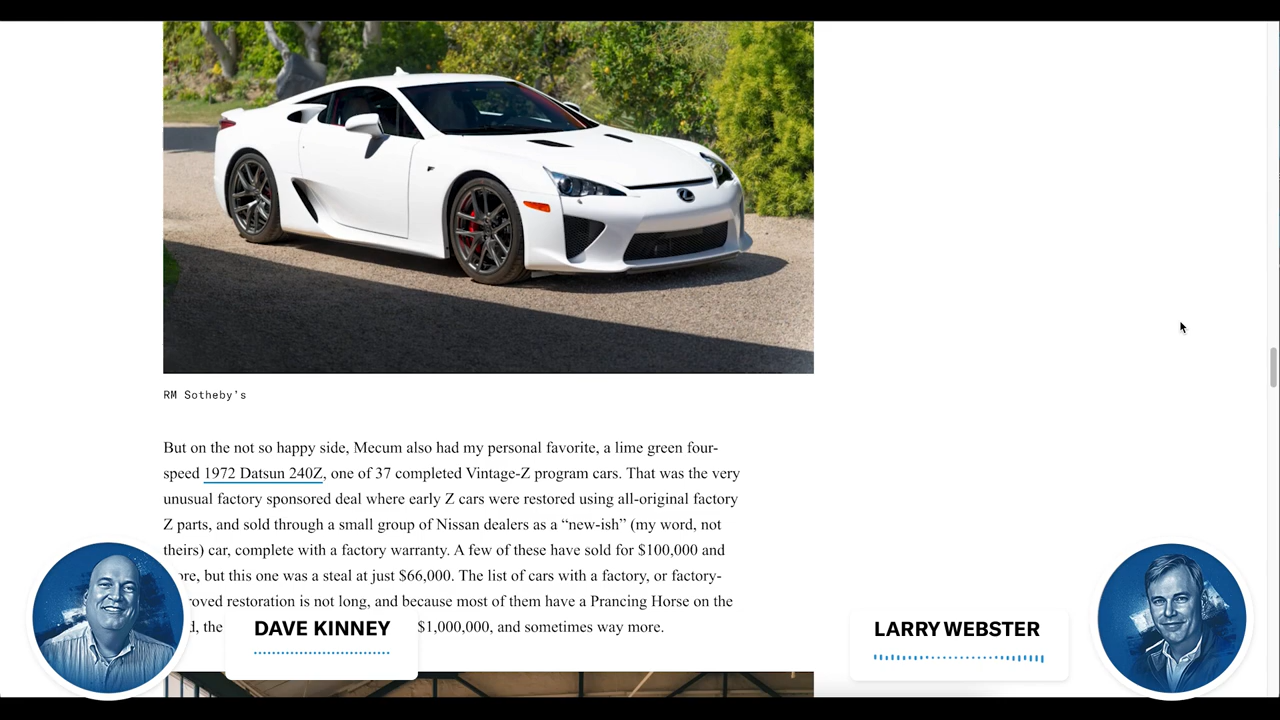 RM Sotheby's
But on the not so happy side, Mecum also had my personal favorite, a lime green four-
speed 1972 Datsun 240Z, one of 37 completed Vintage-Z program cars. That was the very
unusual factory sponsored deal where early Z cars were restored using all-original factory
Z parts, and sold through a small group of Nissan dealers as a “new-ish” (my word, not
theirs) car, complete with a factory warranty. A few of these have sold for $100,000 and
ore, but this one was a steal at just $66,000. The list of cars with a factory, or factory-
roved restoration is not long, and because most of them have a Prancing Horse on the
d, the $1,000,000, and sometimes way more.
DAVE KINNEY
LARRY WEBSTER